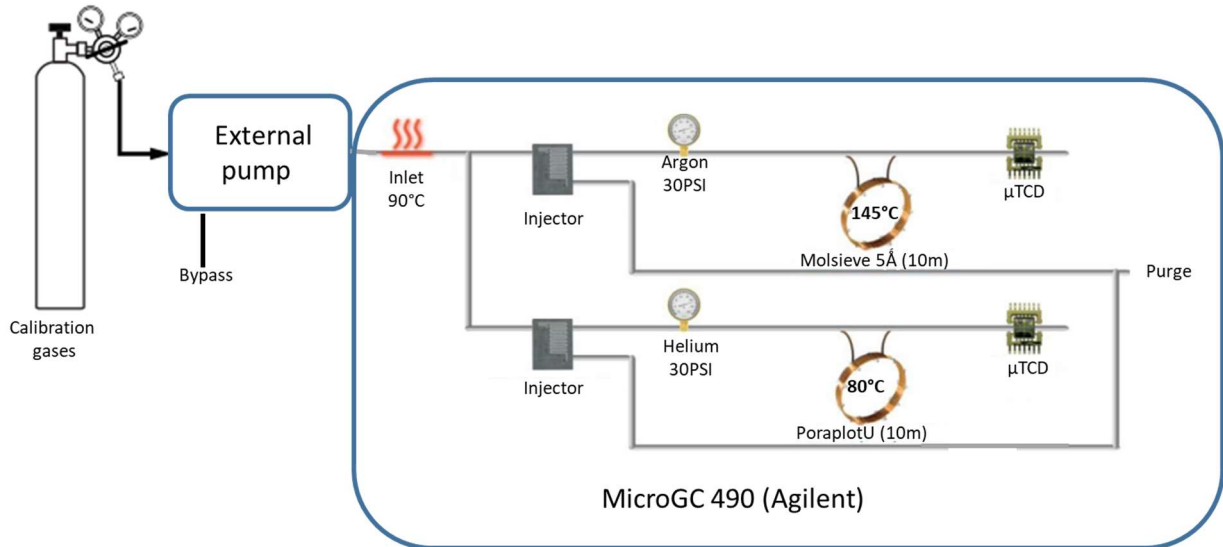 External
pump
Bypass
Calibration
gases
Inlet
90°C
Injector
Argon
30PSI
145°C
Molsieve 5Å (10m)
µTCD
Purge
Injector
Helium
30PSI
80°C
PoraplotU (10m)
µTCD
MicroGC 490 (Agilent)